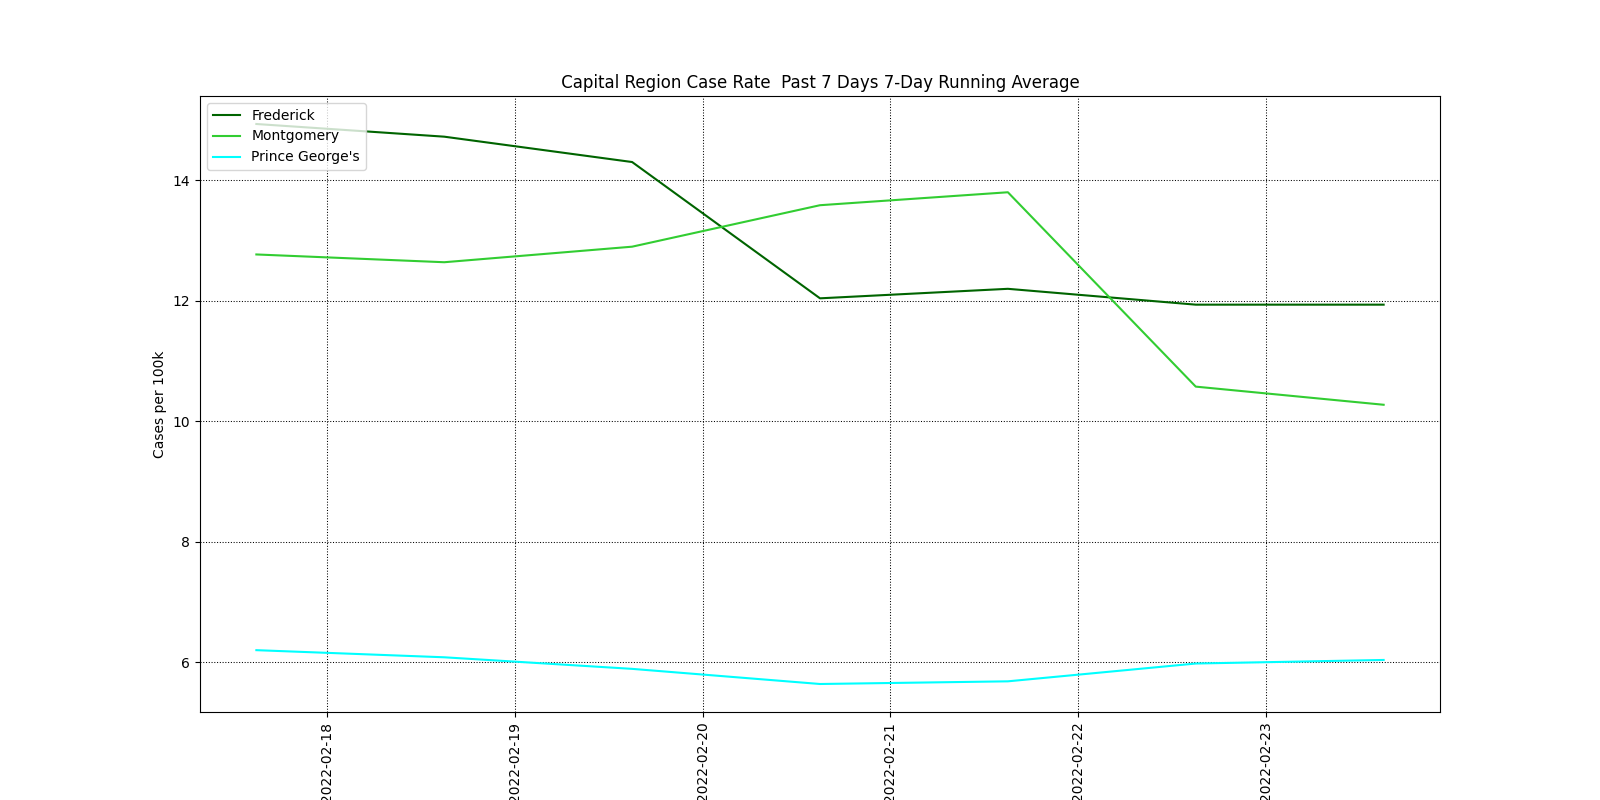 Capital Region Case Rate  Past 7 Days 7-Day Running Average
Frederick
Montgomery
Prince George's
14
12
10
8
6
Cases per 100k
2022-02-18
2022-02-19
2022-02-20
2022-02-21
2022-02-22
2022-02-23